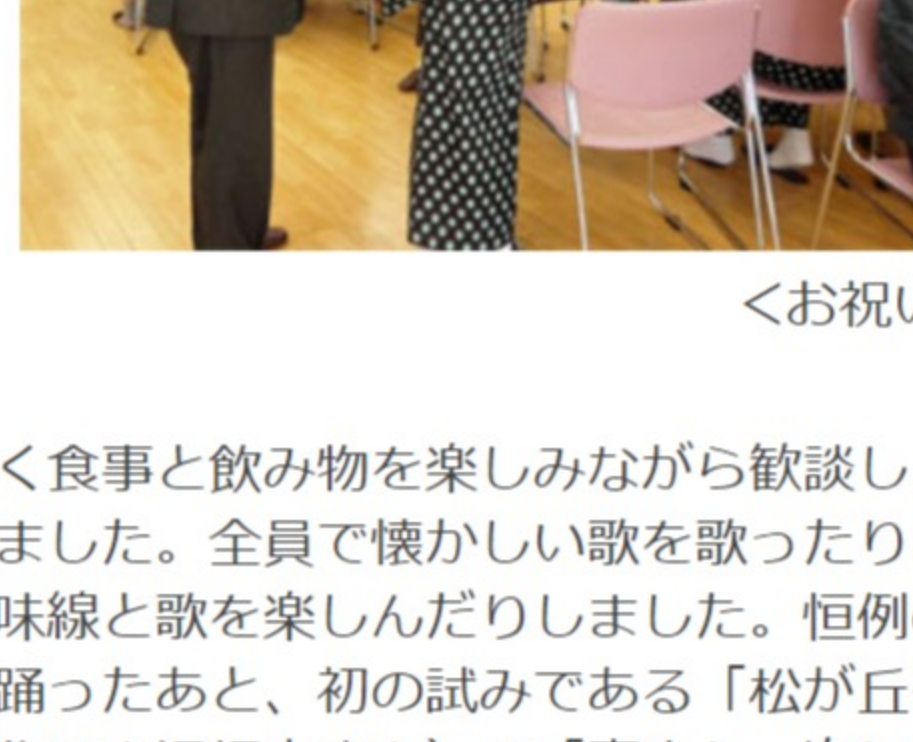 <お祝い
く食事と飲み物を楽しみながら歓談し
ました。全員で懐かしい歌を歌ったり
味線と歌を楽しんだりしました。恒例
踊ったあと、初の試みである「松が丘